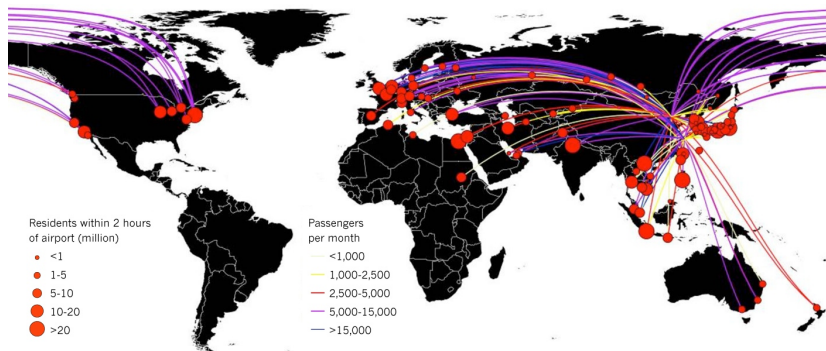 Residents within 2 hours
of airport (million)
<1
1-5
5-10
10-20
>20
Passengers
per month
<1,000
1,000-2,500
2,500-5,000
5,000-15,000
>15,000